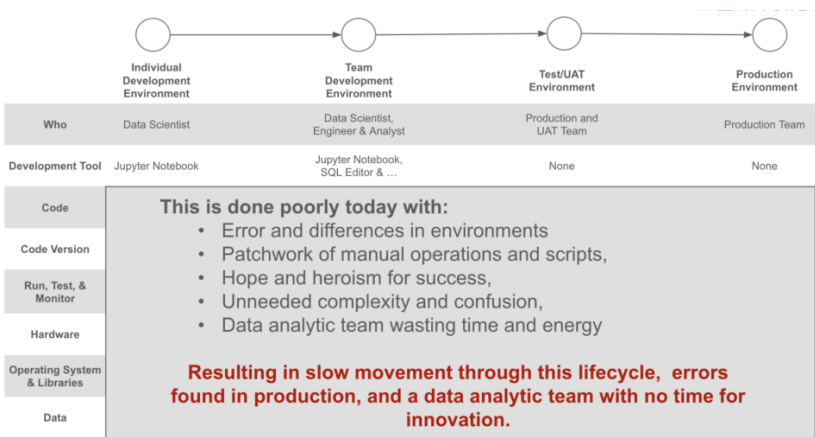 Individual
Development
Environment
Team
Development
Environment
Test/UAT
Environment
Production
Environment
Who
Data Scientist
Data Scientist,
Engineer & Analyst
Production and
UAT Team
Production Team
Development Tool
Jupyter Notebook
Jupyter Notebook,
SQL Editor & ...
None
None
Code
Code Version
Run, Test, &
Monitor
Hardware
Operating System
& Libraries
Data
This is done poorly today with:
• Error and differences in environments
• Patchwork of manual operations and scripts,
• Hope and heroism for success,
• Unneeded complexity and confusion,
• Data analytic team wasting time and energy
Resulting in slow movement through this lifecycle, errors
found in production, and a data analytic team with no time for
innovation.